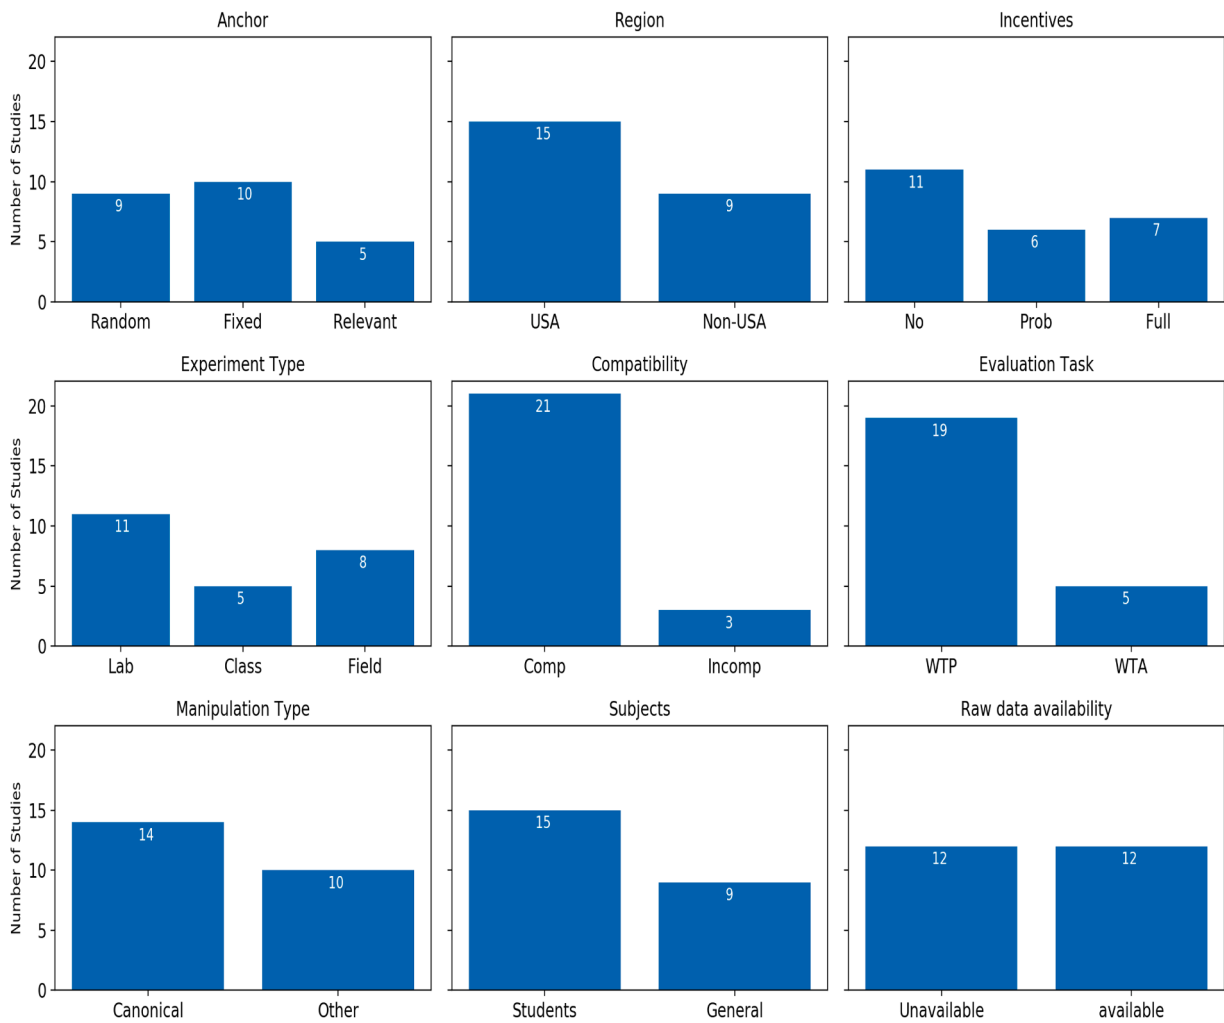 Anchor
Region
Incentives
Number of Studies
20
15
10
5
0
9
10
5
15
9
11
6
7
Random Fixed Relevant
USA Non-USA
No Prob Full
Experiment Type
Compatibility
Evaluation Task
Number of Studies
20
15
10
5
0
11
5
8
21
3
19
5
Lab Class Field
Comp Incomp
WTP WTA
Manipulation Type
Subjects
Raw data availability
Number of Studies
20
15
10
5
0
14
10
15
9
12
12
Canonical Other
Students General
Unavailable available